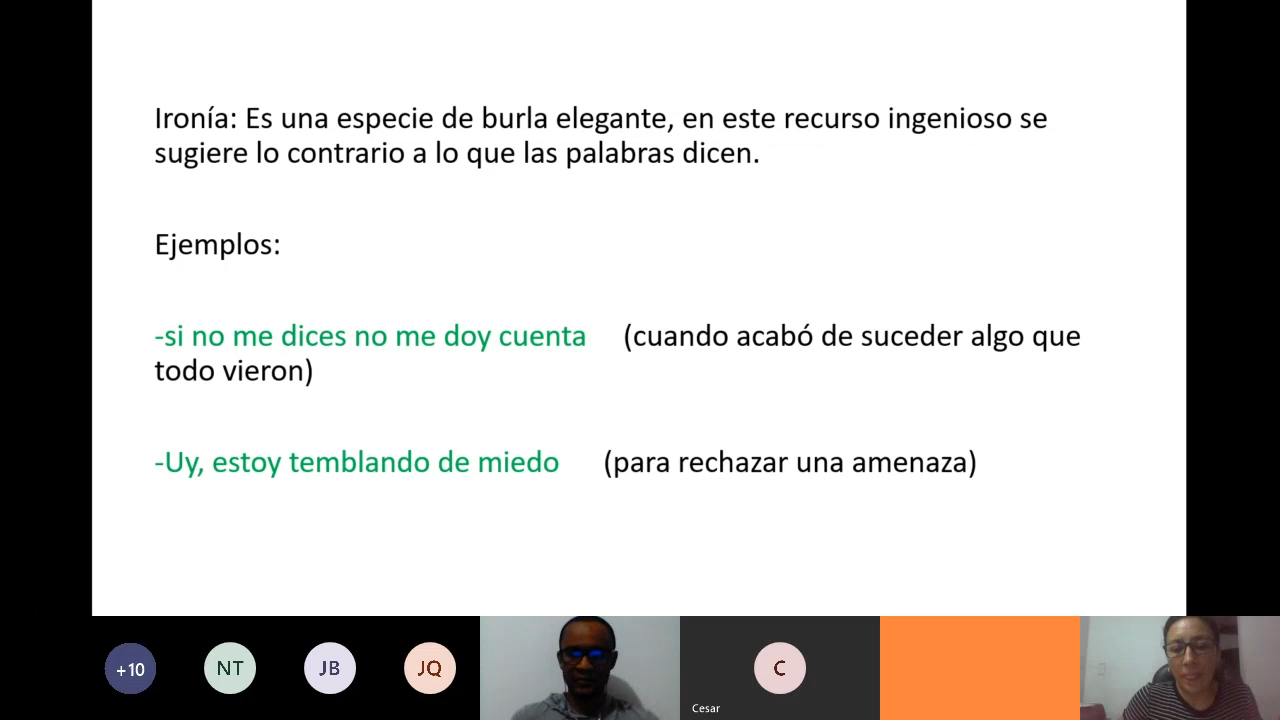 Ironía: Es una especie de burla elegante, en este recurso ingenioso se
sugiere lo contrario a lo que las palabras dicen.
Ejemplos:
-si no me dices no me doy cuenta (cuando acabó de suceder algo que
todo vieron)
-Uy, estoy temblando de miedo (para rechazar una amenaza)
+10 NT JB JQ C
Cesar